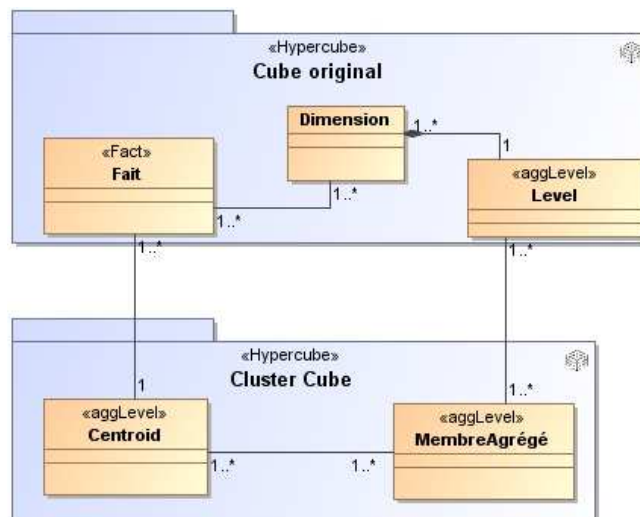 «Hypercube»
Cube original
Dimension
1..*
1
«Fact»
Fait
«aggLevel»
Level
1..*
1..*
1..*
1..*
«Hypercube»
Cluster Cube
1
1..*
«aggLevel»
Centroid
«aggLevel»
MembreAgrégé
1..*
1..*